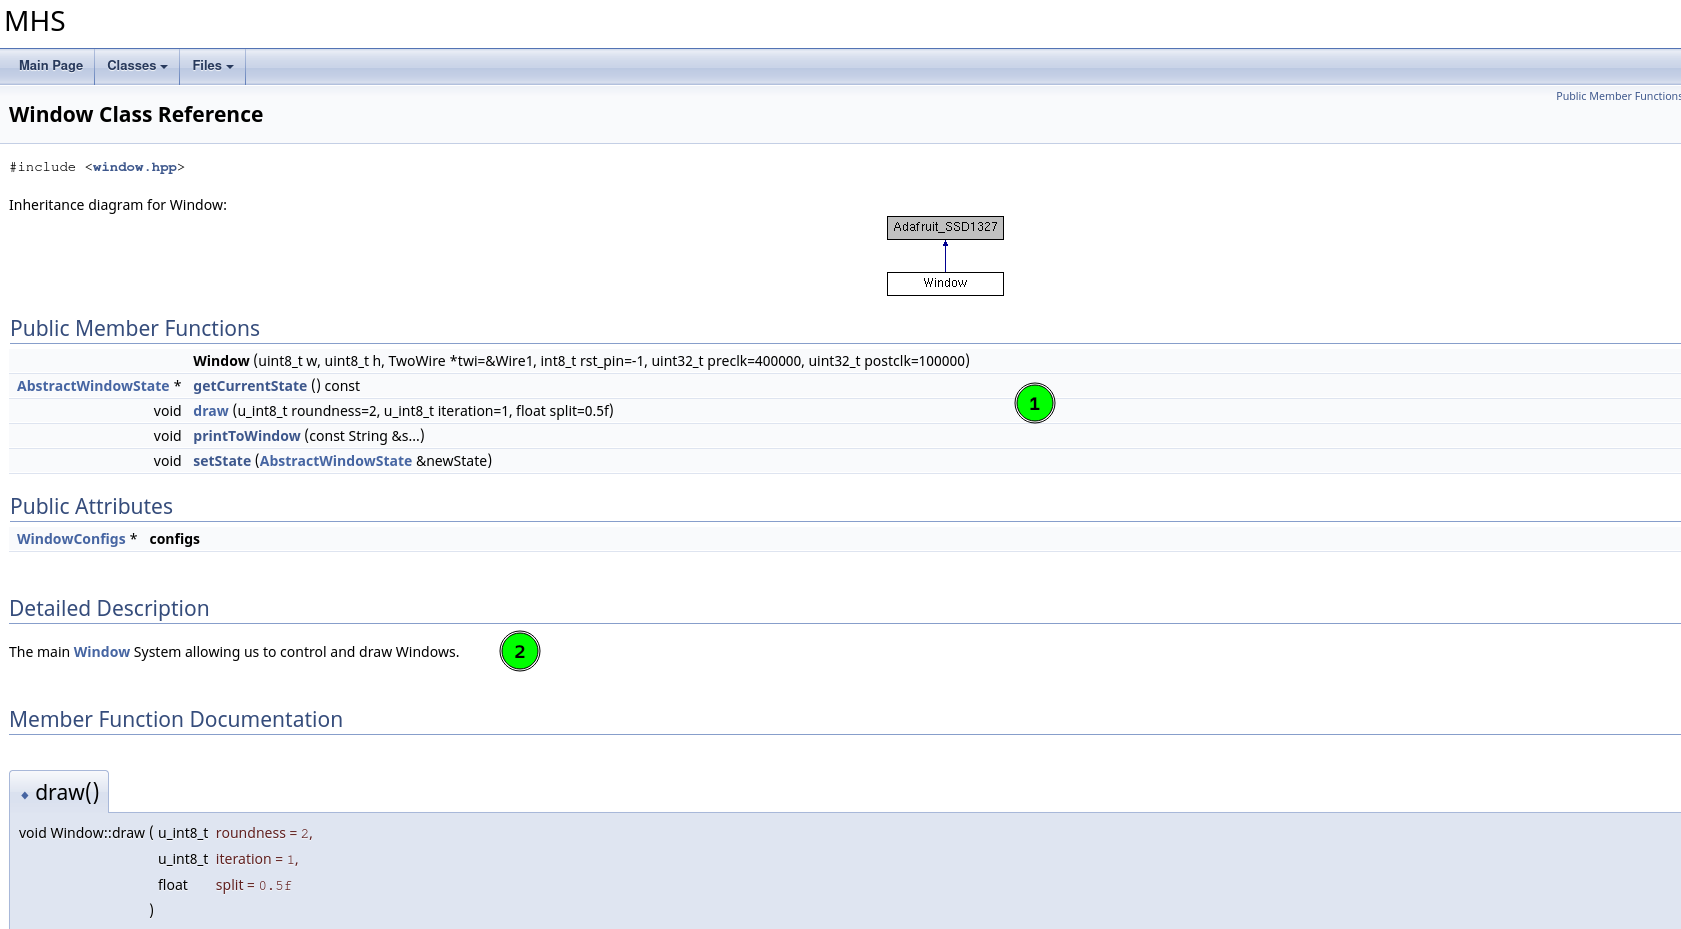 MHS
Main Page Classes Files
Public Member Functions
Window Class Reference
#include <window.hpp>
Inheritance diagram for Window:
Adafruit_SSD1327
Window
Public Member Functions
Window (uint8_t w, uint8_t h, TwoWire *twi=&Wire1, int8_t rst_pin=-1, uint32_t preclk=400000, uint32_t postclk=100000)
AbstractWindowState * getCurrentState () const
void draw (u_int8_t roundness=2, u_int8_t iteration=1, float split=0.5f)
1
void printToWindow (const String &s...)
void setState (AbstractWindowState &newState)
Public Attributes
WindowConfigs * configs
Detailed Description
The main Window System allowing us to control and draw Windows. 2
Member Function Documentation
◆ draw()
void Window::draw ( u_int8_t roundness = 2,
u_int8_t iteration = 1,
float split = 0.5f
)